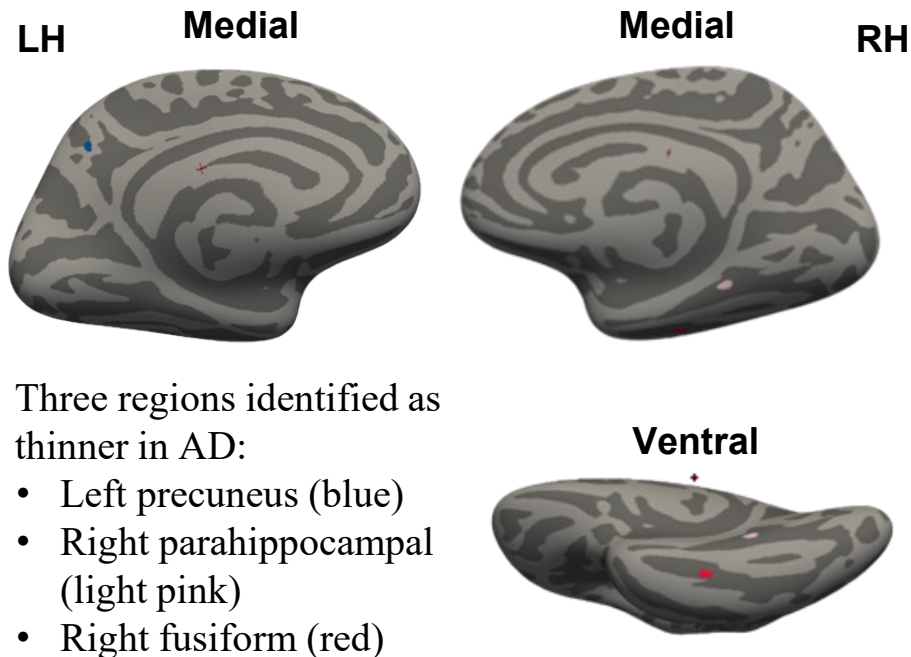 LH
Medial
Medial
RH
Three regions identified as
thinner in AD:
• Left precuneus (blue)
• Right parahippocampal
(light pink)
• Right fusiform (red)
Ventral